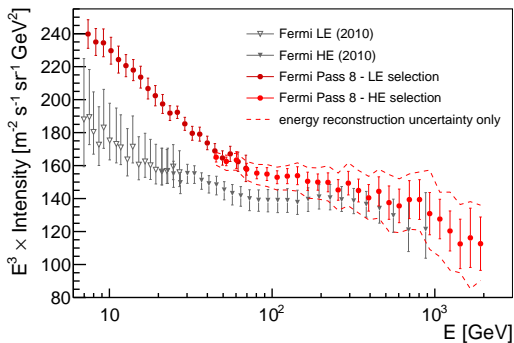 E³ × Intensity [m⁻² s⁻¹ sr⁻¹ GeV²]
240
220
200
180
160
140
120
100
80
Fermi LE (2010)
Fermi HE (2010)
Fermi Pass 8 - LE selection
Fermi Pass 8 - HE selection
energy reconstruction uncertainty only
10 10² 10³
E [GeV]